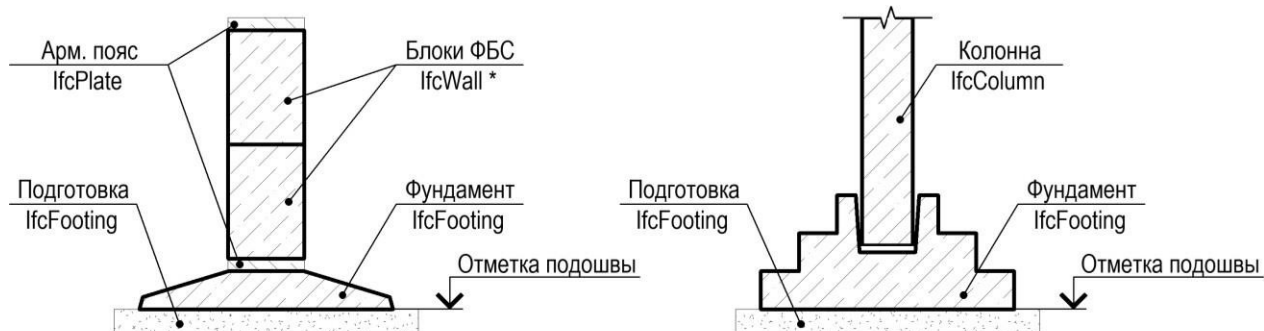 Арм. пояс
IfcPlate
Блоки ФБС
IfcWall *
Подготовка
IfcFooting
Фундамент
IfcFooting
Отметка подошвы
Колонна
IfcColumn
Подготовка
IfcFooting
Фундамент
IfcFooting
Отметка подошвы